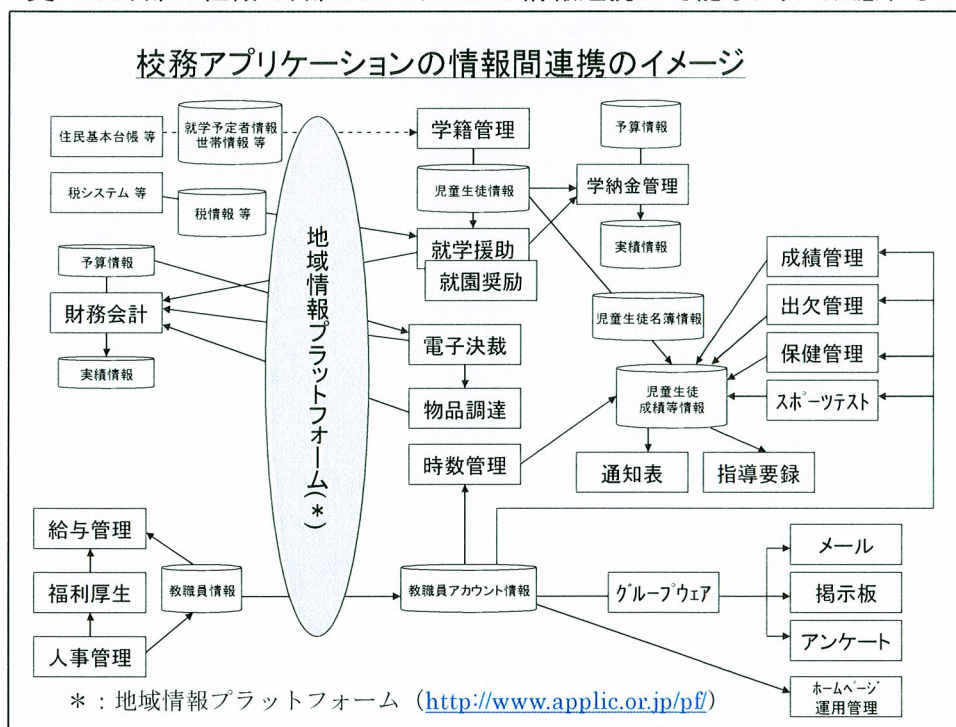 校務アプリケーションの情報間連携のイメージ
住民基本台帳 等
就学予定者情報
世帯情報 等
学籍管理
予算情報
税システム 等
税情報 等
児童生徒情報
学納金管理
地域情報プラットフォーム(*)
予算情報
就学援助
就園奨励
実績情報
成績管理
財務会計
児童生徒名簿情報
出欠管理
電子決裁
実績情報
保健管理
物品調達
児童生徒
成績等情報
スポーツテスト
時数管理
通知表
指導要録
給与管理
メール
福利厚生
教職員情報
教職員アカウント情報
グループウェア
掲示板
人事管理
アンケート
*:地域情報プラットフォーム(http://www.applic.or.jp/pf/)
ホームページ
運用管理